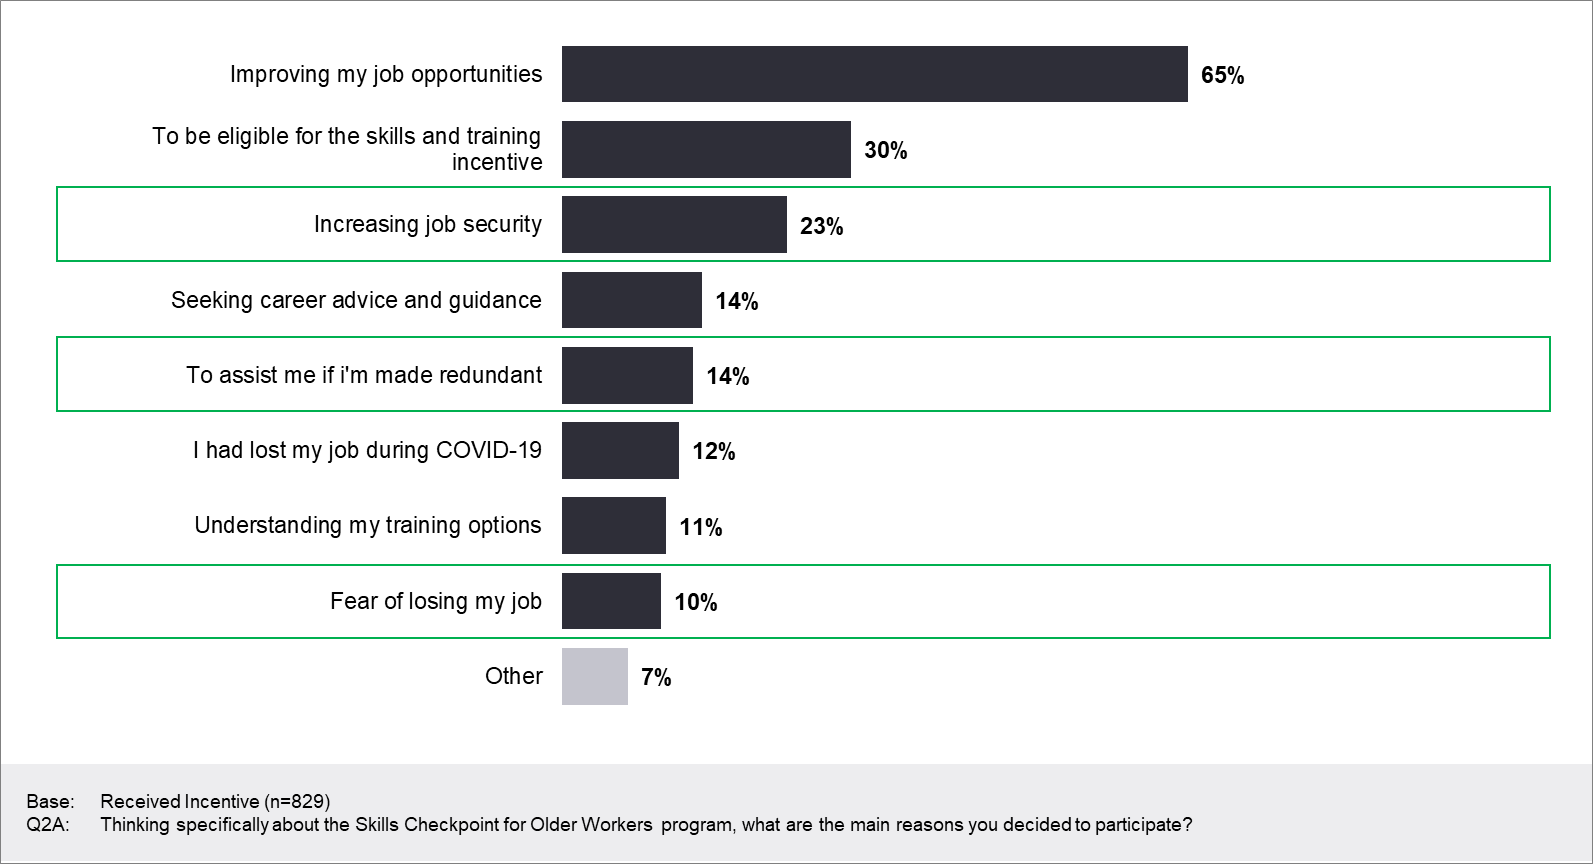 Improving my job opportunities 65%
To be eligible for the skills and training
incentive 30%
Increasing job security 23%
Seeking career advice and guidance 14%
To assist me if i'm made redundant 14%
I had lost my job during COVID-19 12%
Understanding my training options 11%
Fear of losing my job 10%
Other 7%
Base: Received Incentive (n=829)
Q2A: Thinking specifically about the Skills Checkpoint for Older Workers program, what are the main reasons you decided to participate?